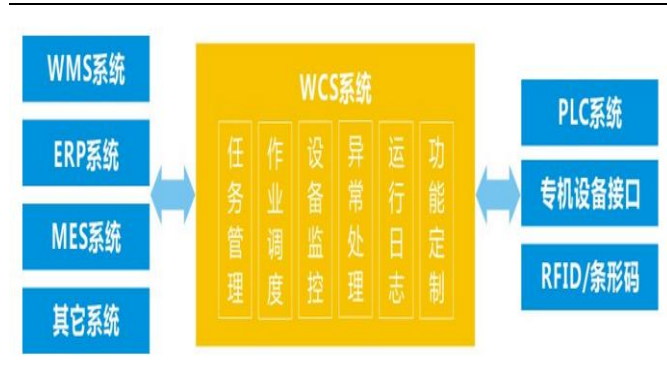 WMS系统
ERP系统
MES系统
其它系统
WCS系统
任务管理
作业调度
设备监控
异常处理
运行日志
功能定制
PLC系统
专机设备接口
RFID/条形码